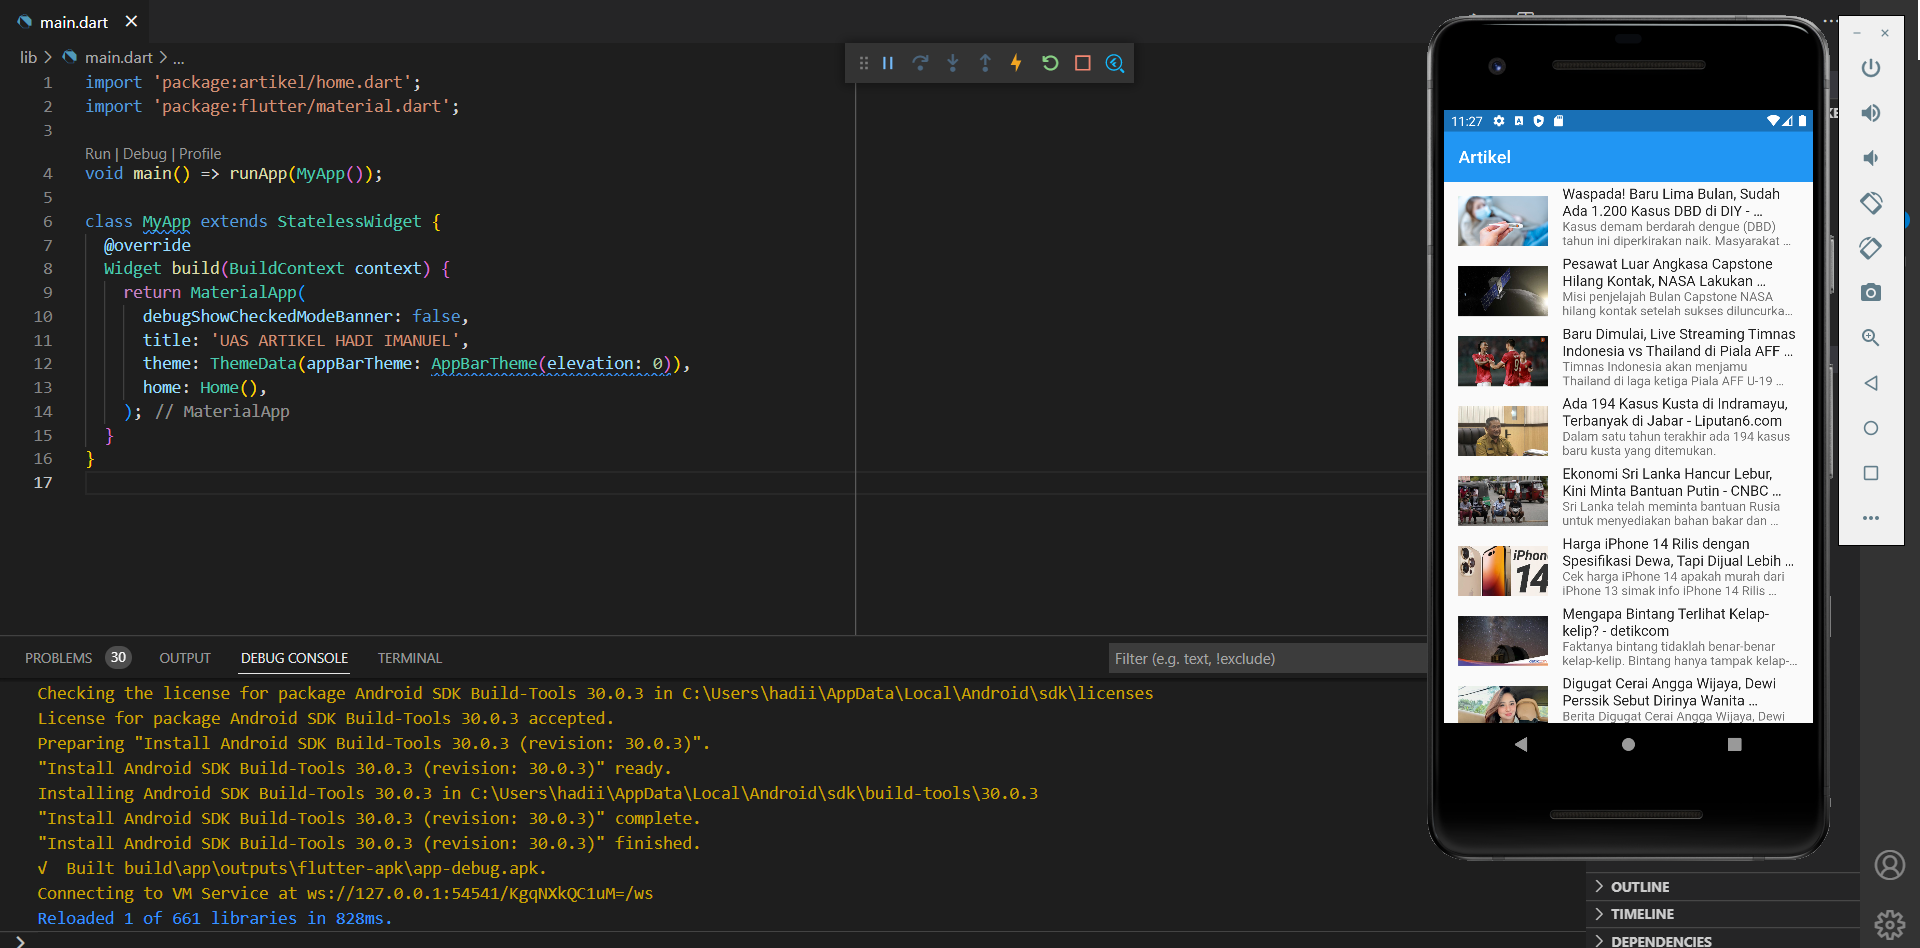 main.dart
lib > main.dart > ...
1 import 'package:artikel/home.dart';
2 import 'package:flutter/material.dart';
3
Run | Debug | Profile
4 void main() => runApp(MyApp());
5
6 class MyApp extends StatelessWidget {
7 @override
8 Widget build(BuildContext context) {
9 return MaterialApp(
10 debugShowCheckedModeBanner: false,
11 title: 'UAS ARTIKEL HADI IMANUEL',
12 theme: ThemeData(appBarTheme: AppBarTheme(elevation: 0)),
13 home: Home(),
14 ); // MaterialApp
15 }
16 }
17
PROBLEMS 30 OUTPUT DEBUG CONSOLE TERMINAL
Filter (e.g. text, !exclude)
Checking the license for package Android SDK Build-Tools 30.0.3 in C:\Users\hadii\AppData\Local\Android\sdk\licenses
License for package Android SDK Build-Tools 30.0.3 accepted.
Preparing "Install Android SDK Build-Tools 30.0.3 (revision: 30.0.3)".
"Install Android SDK Build-Tools 30.0.3 (revision: 30.0.3)" ready.
Installing Android SDK Build-Tools 30.0.3 in C:\Users\hadii\AppData\Local\Android\sdk\build-tools\30.0.3
"Install Android SDK Build-Tools 30.0.3 (revision: 30.0.3)" complete.
"Install Android SDK Build-Tools 30.0.3 (revision: 30.0.3)" finished.
√ Built build\app\outputs\flutter-apk\app-debug.apk.
Connecting to VM Service at ws://127.0.0.1:54541/KgqNXkQC1uM=/ws
Reloaded 1 of 661 libraries in 828ms.
11:27
Artikel
Waspada! Baru Lima Bulan, Sudah
Ada 1.200 Kasus DBD di DIY - ...
Kasus demam berdarah dengue (DBD)
tahun ini diperkirakan naik. Masyarakat ...
Pesawat Luar Angkasa Capstone
Hilang Kontak, NASA Lakukan ...
Misi penjelajah Bulan Capstone NASA
hilang kontak setelah sukses diluncurka...
Baru Dimulai, Live Streaming Timnas
Indonesia vs Thailand di Piala AFF ...
Timnas Indonesia akan menjamu
Thailand di laga ketiga Piala AFF U-19 ...
Ada 194 Kasus Kusta di Indramayu,
Terbanyak di Jabar - Liputan6.com
Dalam satu tahun terakhir ada 194 kasus
baru kusta yang ditemukan.
Ekonomi Sri Lanka Hancur Lebur,
Kini Minta Bantuan Putin - CNBC ...
Sri Lanka telah meminta bantuan Rusia
untuk menyediakan bahan bakar dan ...
iPhon
14
Harga iPhone 14 Rilis dengan
Spesifikasi Dewa, Tapi Dijual Lebih ...
Cek harga iPhone 14 apakah murah dari
iPhone 13 simak info iPhone 14 Rilis ...
Mengapa Bintang Terlihat Kelap-
kelip? - detikcom
Faktanya bintang tidaklah benar-benar
kelap-kelip. Bintang hanya tampak kelap-...
Digugat Cerai Angga Wijaya, Dewi
Perssik Sebut Dirinya Wanita ...
Berita Digugat Cerai Angga Wijaya, Dewi
OUTLINE
TIMELINE
DEPENDENCIES